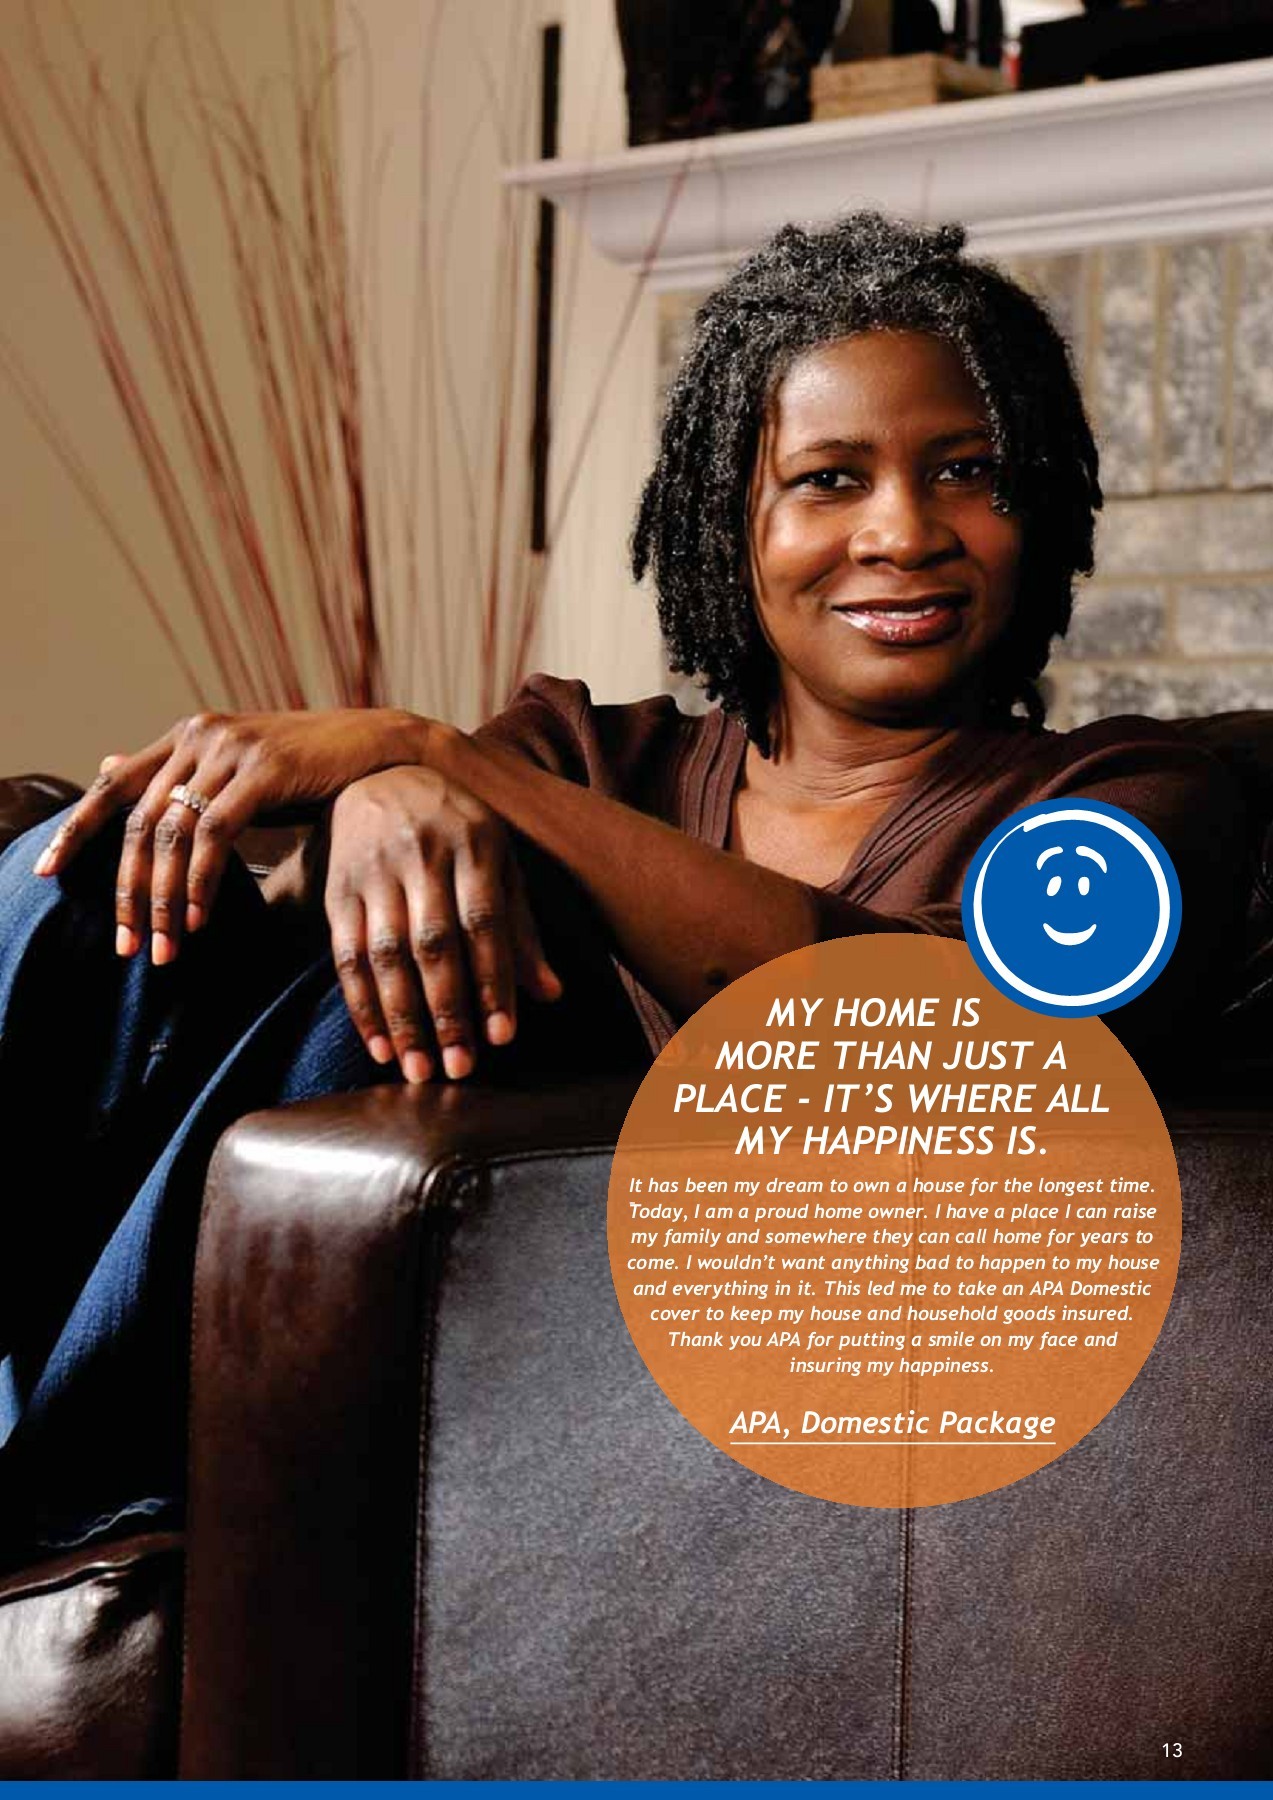 MY HOME IS
MORE THAN JUST A
PLACE - IT'S WHERE ALL
MY HAPPINESS IS.
It has been my dream to own a house for the longest time.
Today, I am a proud home owner. I have a place I can raise
my family and somewhere they can call home for years to
come. I wouldn't want anything bad to happen to my house
and everything in it. This led me to take an APA Domestic
cover to keep my house and household goods insured.
Thank you APA for putting a smile on my face and
insuring my happiness.
APA, Domestic Package
13